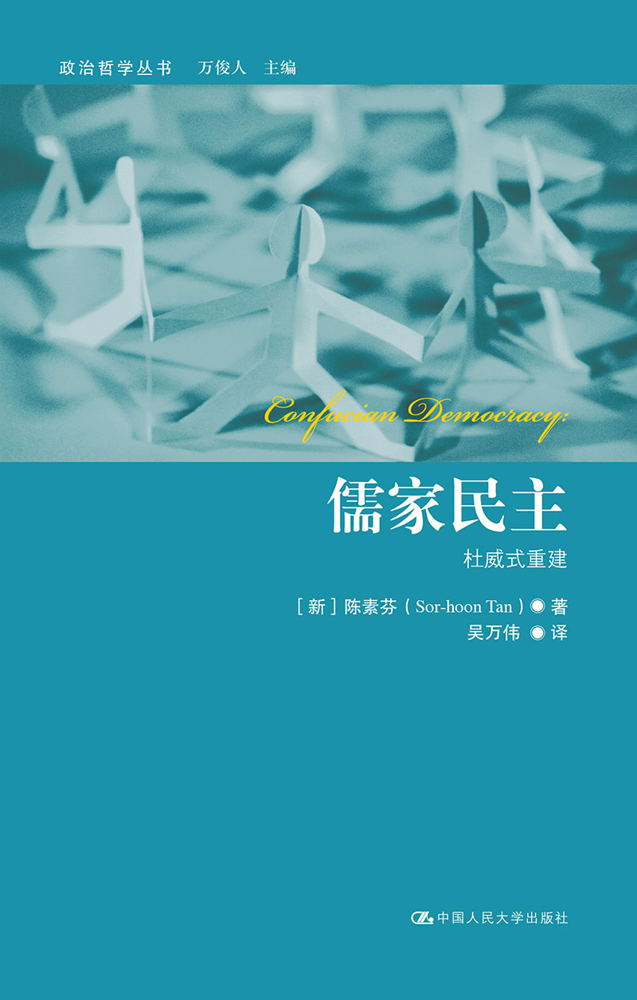 政治哲学丛书 万俊人 主编
Confucian Democracy:
儒家民主
杜威式重建
[新] 陈素芬 (Sor-hoon Tan) ◉ 著
吴万伟 ◉ 译
中国人民大学出版社